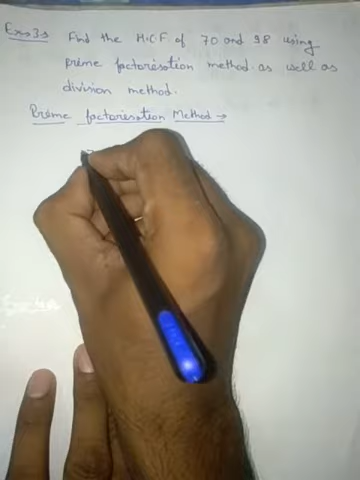 Ex→3→ Find the H.C.F of 70 and 98 using
prime factorisation method. as well as
division method.
Prime factorisation Method →